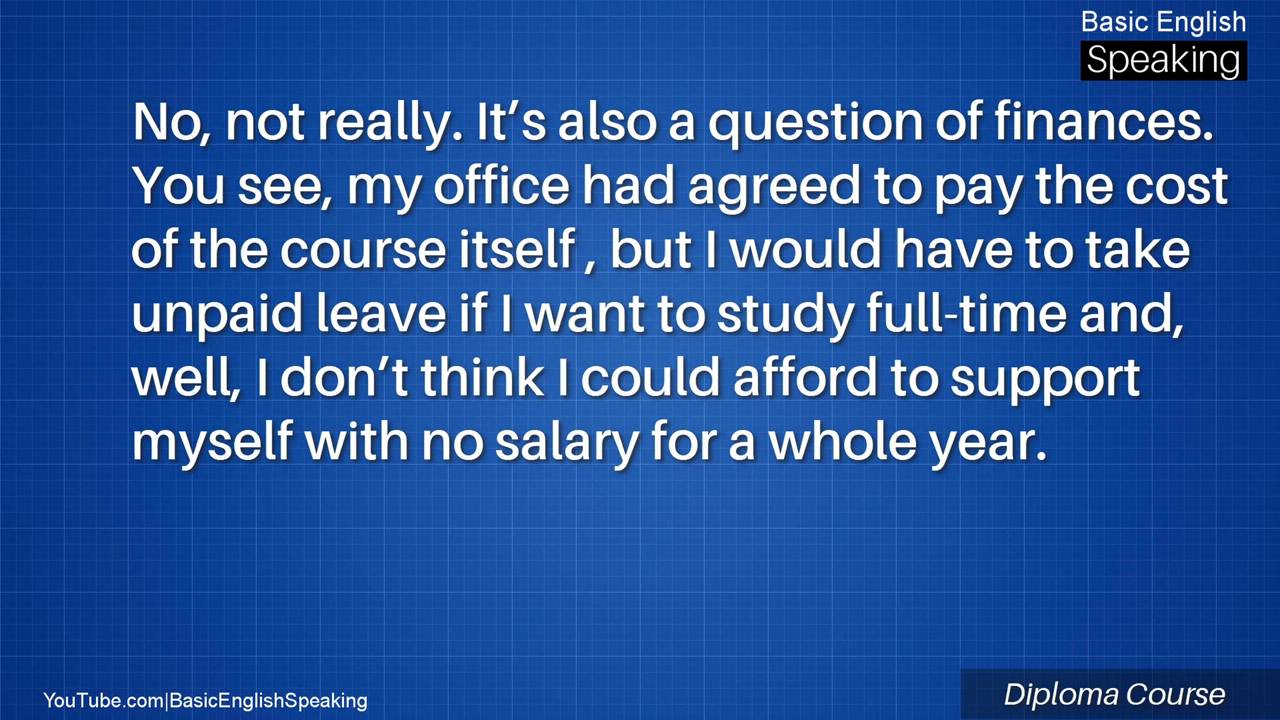 Basic English
Speaking
No, not really. It’s also a question of finances.
You see, my office had agreed to pay the cost
of the course itself , but I would have to take
unpaid leave if I want to study full-time and,
well, I don’t think I could afford to support
myself with no salary for a whole year.
YouTube.com|BasicEnglishSpeaking
Diploma Course